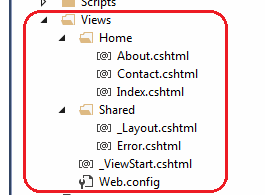 Scripts
Views
Home
About.cshtml
Contact.cshtml
Index.cshtml
Shared
_Layout.cshtml
Error.cshtml
_ViewStart.cshtml
Web.config